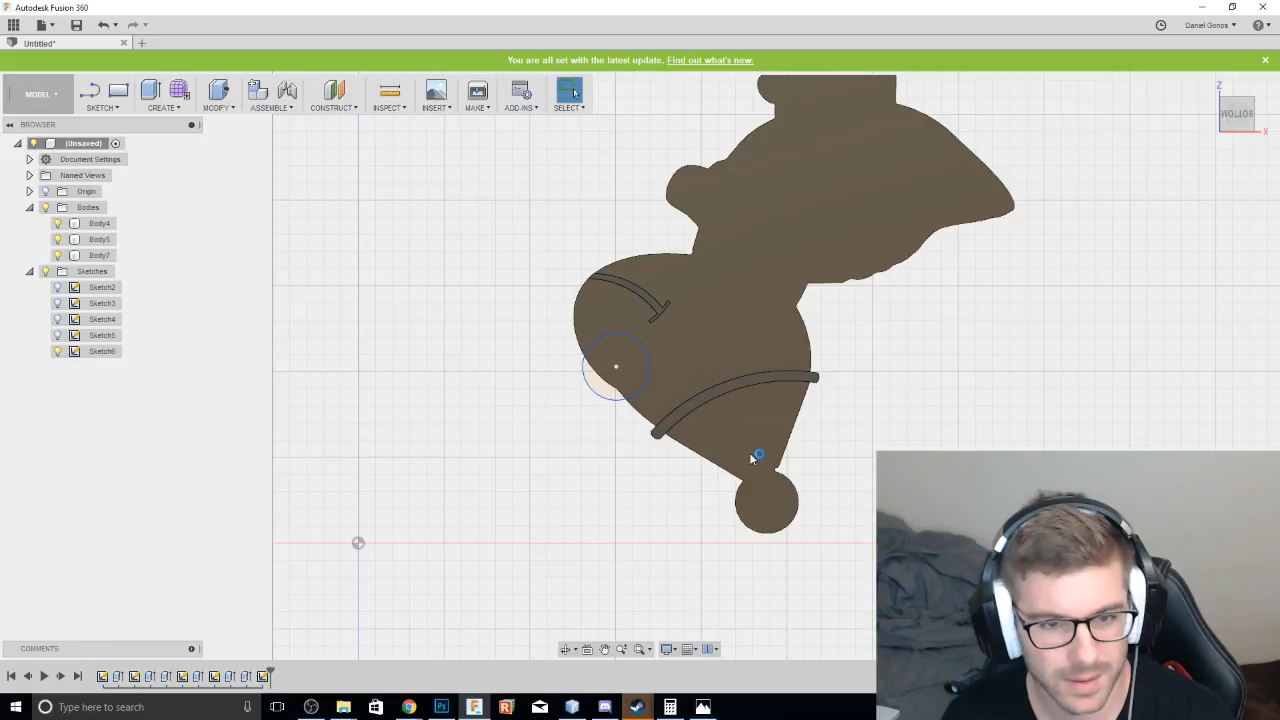 Autodesk Fusion 360
Daniel Gonos
Untitled*
You are all set with the latest update. Find out what's new.
MODEL
SKETCH
CREATE
MODIFY
ASSEMBLE
CONSTRUCT
INSPECT
INSERT
MAKE
ADD-INS
SELECT
BROWSER
(Unsaved)
Document Settings
Named Views
Origin
Bodies
Body4
Body5
Body7
Sketches
Sketch2
Sketch3
Sketch4
Sketch5
Sketch6
Z
BOTTOM
X
COMMENTS
Type here to search